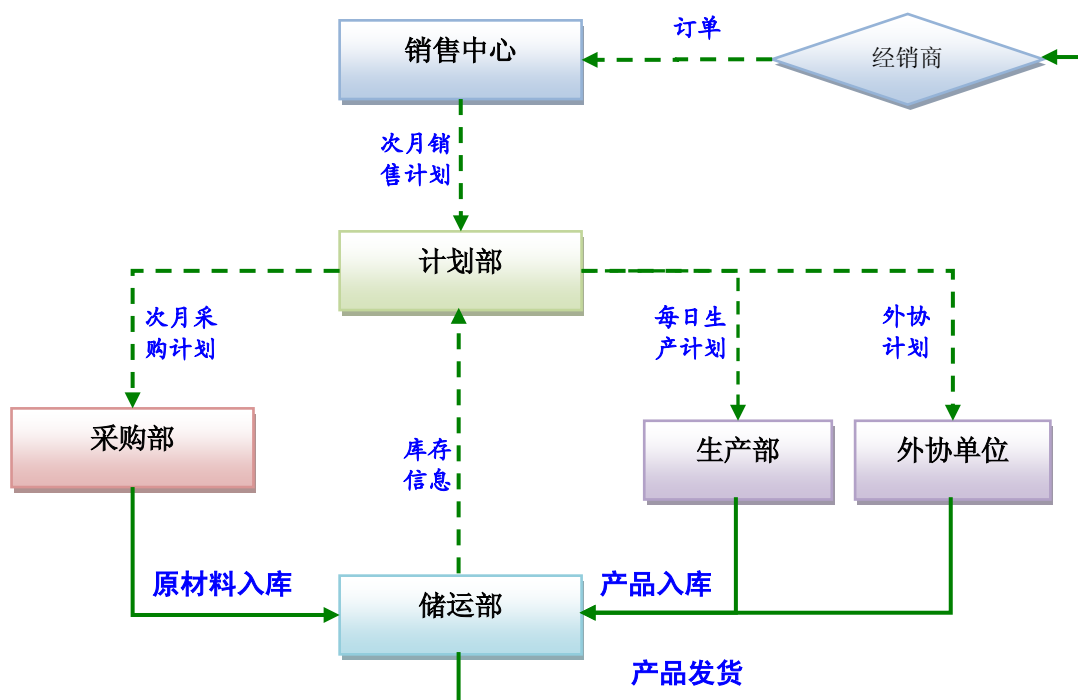 订单
销售中心
经销商
次月销
售计划
计划部
次月采
购计划
每日生
产计划
外协
计划
采购部
库存
信息
生产部
外协单位
原材料入库
储运部
产品入库
产品发货